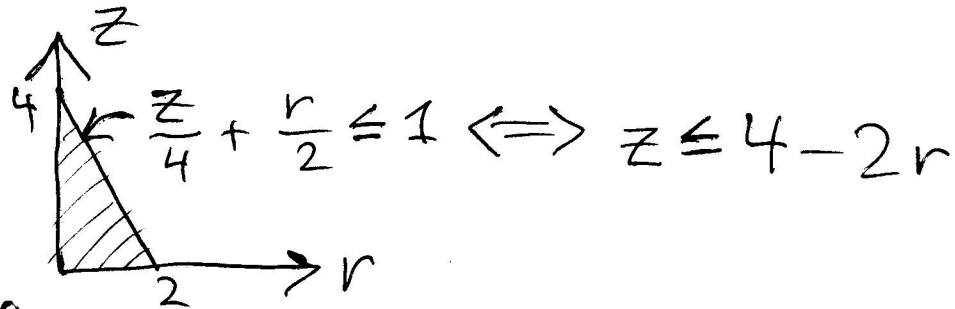 z
4
z/4 + r/2 ≤ 1 <=> z ≤ 4 - 2r
2
r